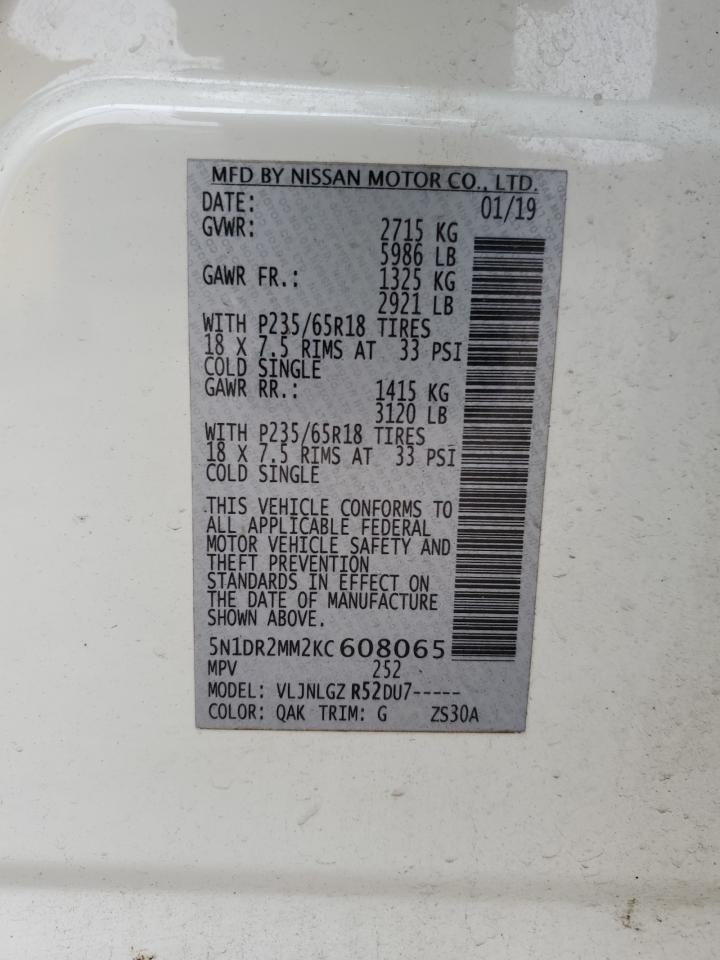 MFD BY NISSAN MOTOR CO., LTD.
DATE: 01/19
GVWR: 2715 KG
5986 LB
GAWR FR.: 1325 KG
2921 LB
WITH P235/65R18 TIRES
18 X 7.5 RIMS AT 33 PSI
COLD SINGLE
GAWR RR.: 1415 KG
3120 LB
WITH P235/65R18 TIRES
18 X 7.5 RIMS AT 33 PSI
COLD SINGLE
THIS VEHICLE CONFORMS TO
ALL APPLICABLE FEDERAL
MOTOR VEHICLE SAFETY AND
THEFT PREVENTION
STANDARDS IN EFFECT ON
THE DATE OF MANUFACTURE
SHOWN ABOVE.
5N1DR2MM2KC608065
MPV 252
MODEL: VLJNLGZ R52DU7-----
COLOR: QAK TRIM: G ZS30A